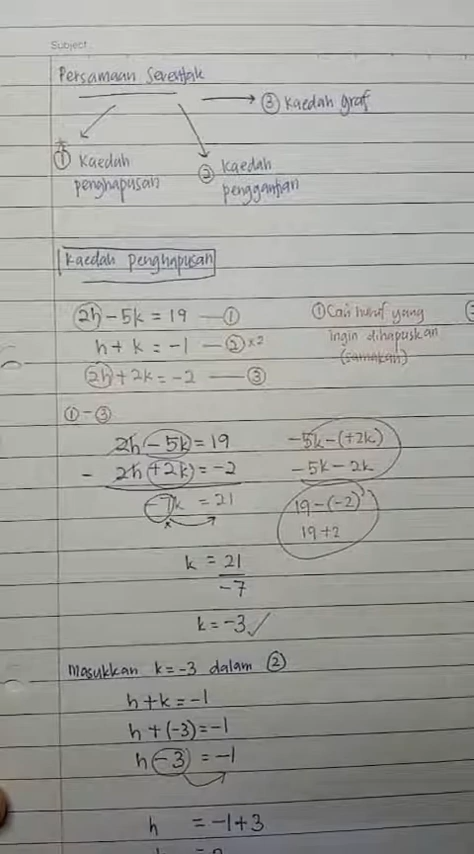 Subject
Persamaan Serentak
③ Kaedah graf
* ① Kaedah penghapusan
② Kaedah penggantian
Kaedah Penghapusan
2h - 5k = 19 — ①
h + k = -1 — ② ×2
2h + 2k = -2 — ③
① Cari huruf yang
ingin dihapuskan
(samakan)
① - ③
2h - 5k = 19
- 2h + 2k = -2
-7k = 21
-5k - (+2k)
-5k - 2k
19 - (-2)
19 + 2
k = 21
-7
k = -3 ✓
Masukkan k = -3 dalam ②
h + k = -1
h + (-3) = -1
h - 3 = -1
h = -1 + 3